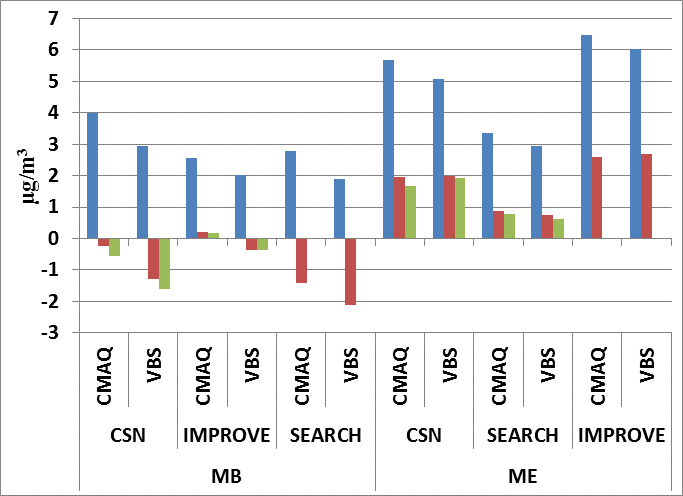 7
6
5
4
3
2
1
0
-1
-2
-3
µg/m³
CMAQ VBS CMAQ VBS CMAQ VBS CMAQ VBS CMAQ VBS CMAQ VBS
CSN IMPROVE SEARCH CSN SEARCH IMPROVE
MB ME